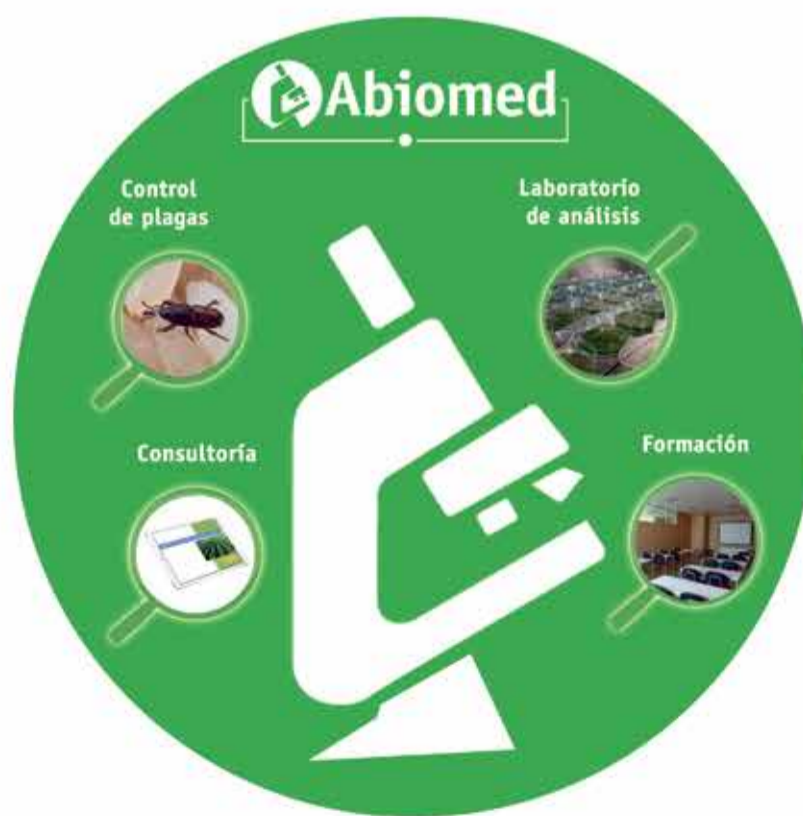 Abiomed
Control
de plagas
Laboratorio
de análisis
Consultoría
Formación